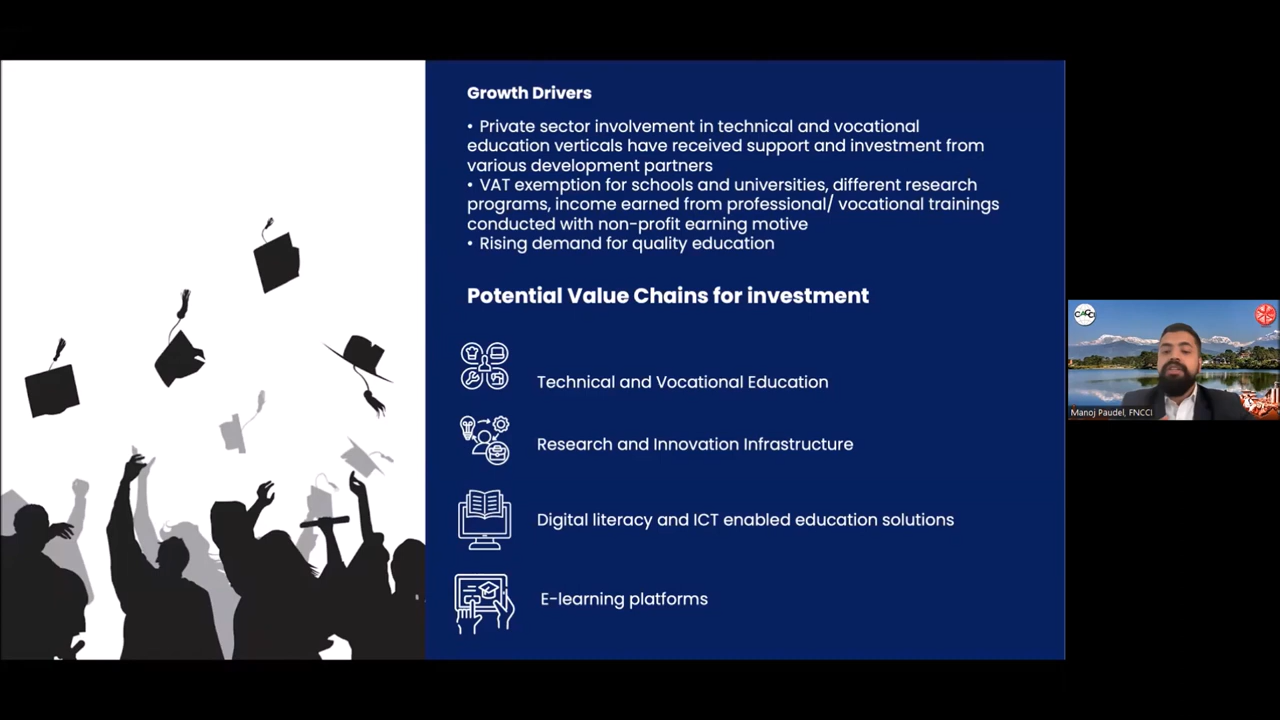 Growth Drivers
• Private sector involvement in technical and vocational
education verticals have received support and investment from
various development partners
• VAT exemption for schools and universities, different research
programs, income earned from professional/ vocational trainings
conducted with non-profit earning motive
• Rising demand for quality education
Potential Value Chains for investment
Technical and Vocational Education
Research and Innovation Infrastructure
Digital literacy and ICT enabled education solutions
E-learning platforms
CACCI
Manoj Paudel, FNCCI